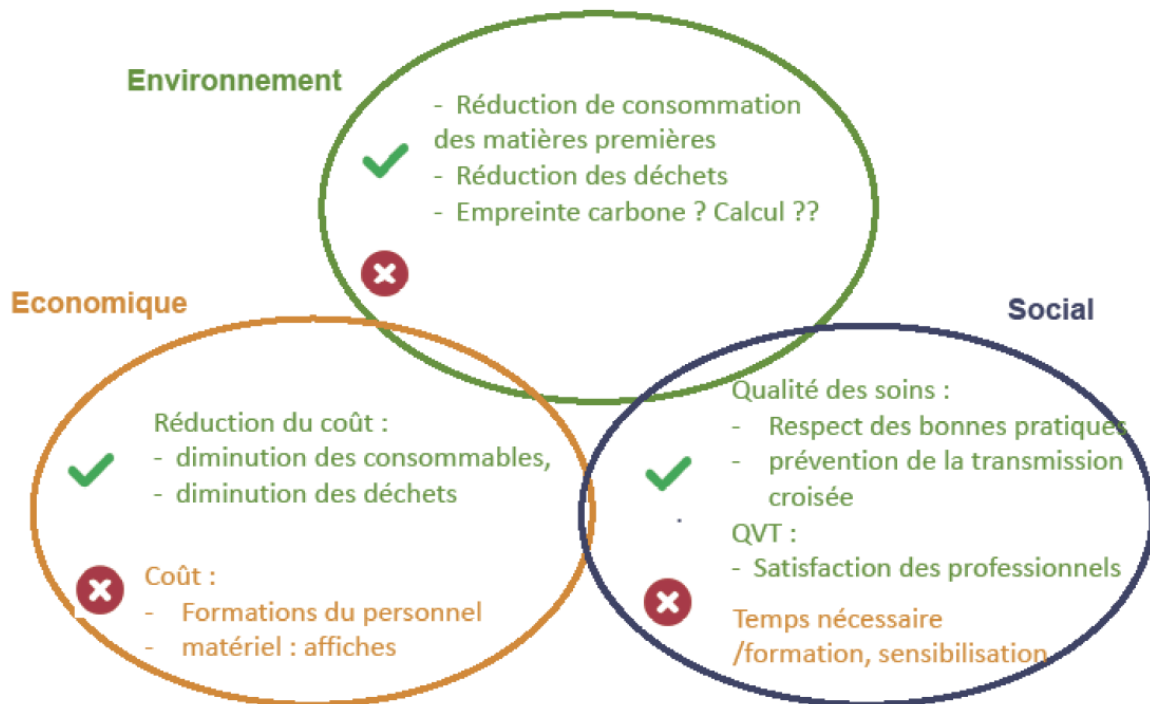 Environnement
- Réduction de consommation
des matières premières
- Réduction des déchets
- Empreinte carbone ? Calcul ??
Economique
Réduction du coût :
- diminution des consommables,
- diminution des déchets
Coût :
- Formations du personnel
- matériel : affiches
Social
Qualité des soins :
- Respect des bonnes pratiques
- prévention de la transmission
croisée
QVT :
- Satisfaction des professionnels
Temps nécessaire
/formation, sensibilisation